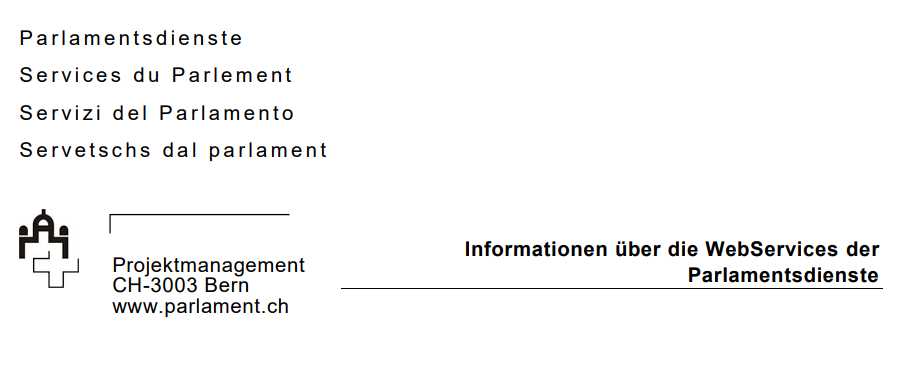 Parlamentsdienste
Services du Parlement
Servizi del Parlamento
Servetschs dal parlament
Projektmanagement
CH-3003 Bern
www.parlament.ch
Informationen über die WebServices der
Parlamentsdienste